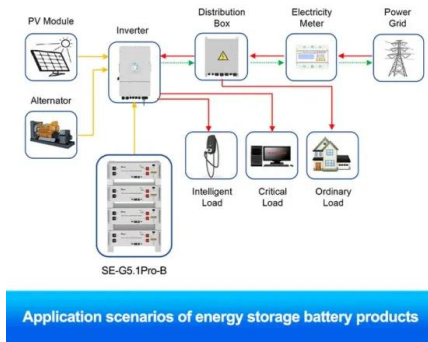 Distribution
Box
Electricity
Meter
Power
Grid
PV Module
Inverter
Alternator
Intelligent
Load
Critical
Load
Ordinary
Load
SE-G5.1Pro-B
Application scenarios of energy storage battery products